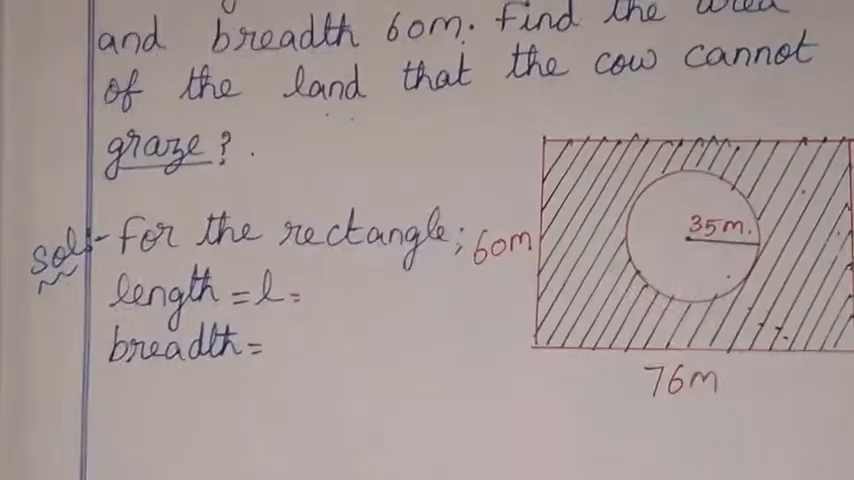 and breadth 60m. Find the area
of the land that the cow cannot
graze?.
Sol:- For the rectangle;
length = l =
breadth =
60m
35m.
76m